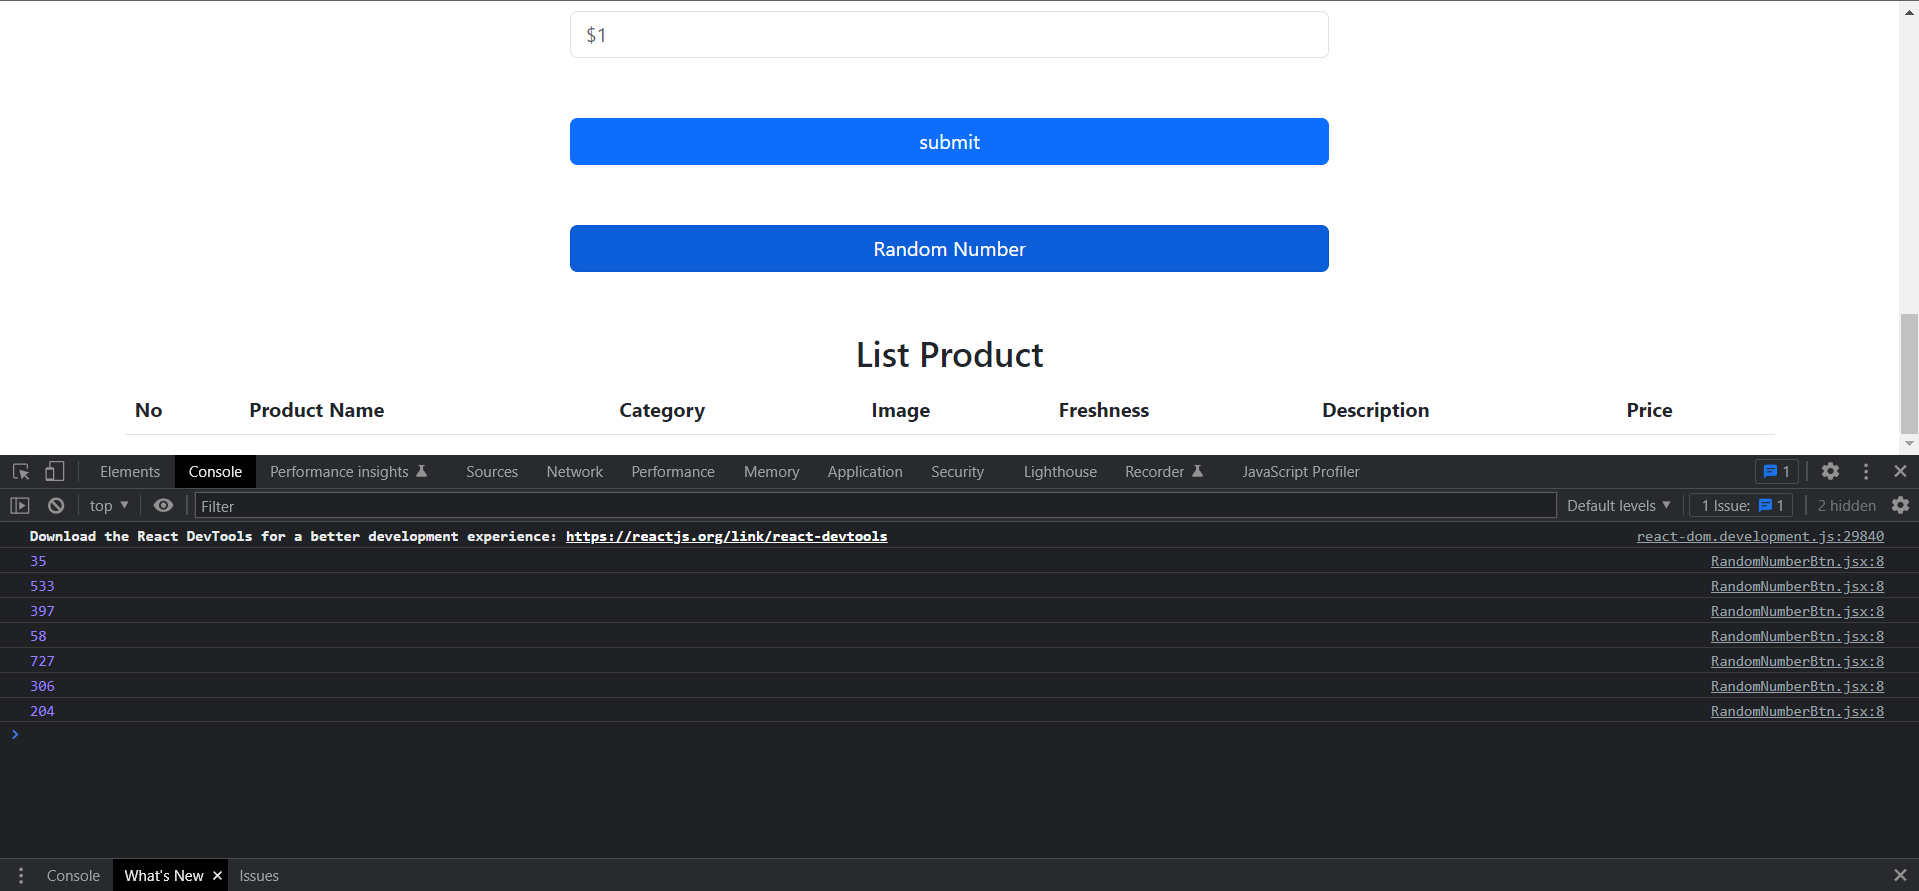 $1
submit
Random Number
List Product
No Product Name Category Image Freshness Description Price
Elements Console Performance insights Sources Network Performance Memory Application Security Lighthouse Recorder JavaScript Profiler 1
top Filter Default levels 1 Issue: 1 2 hidden
Download the React DevTools for a better development experience: https://reactjs.org/link/react-devtools react-dom.development.js:29840
35 RandomNumberBtn.jsx:8
533 RandomNumberBtn.jsx:8
397 RandomNumberBtn.jsx:8
58 RandomNumberBtn.jsx:8
727 RandomNumberBtn.jsx:8
306 RandomNumberBtn.jsx:8
204 RandomNumberBtn.jsx:8
Console What's New Issues